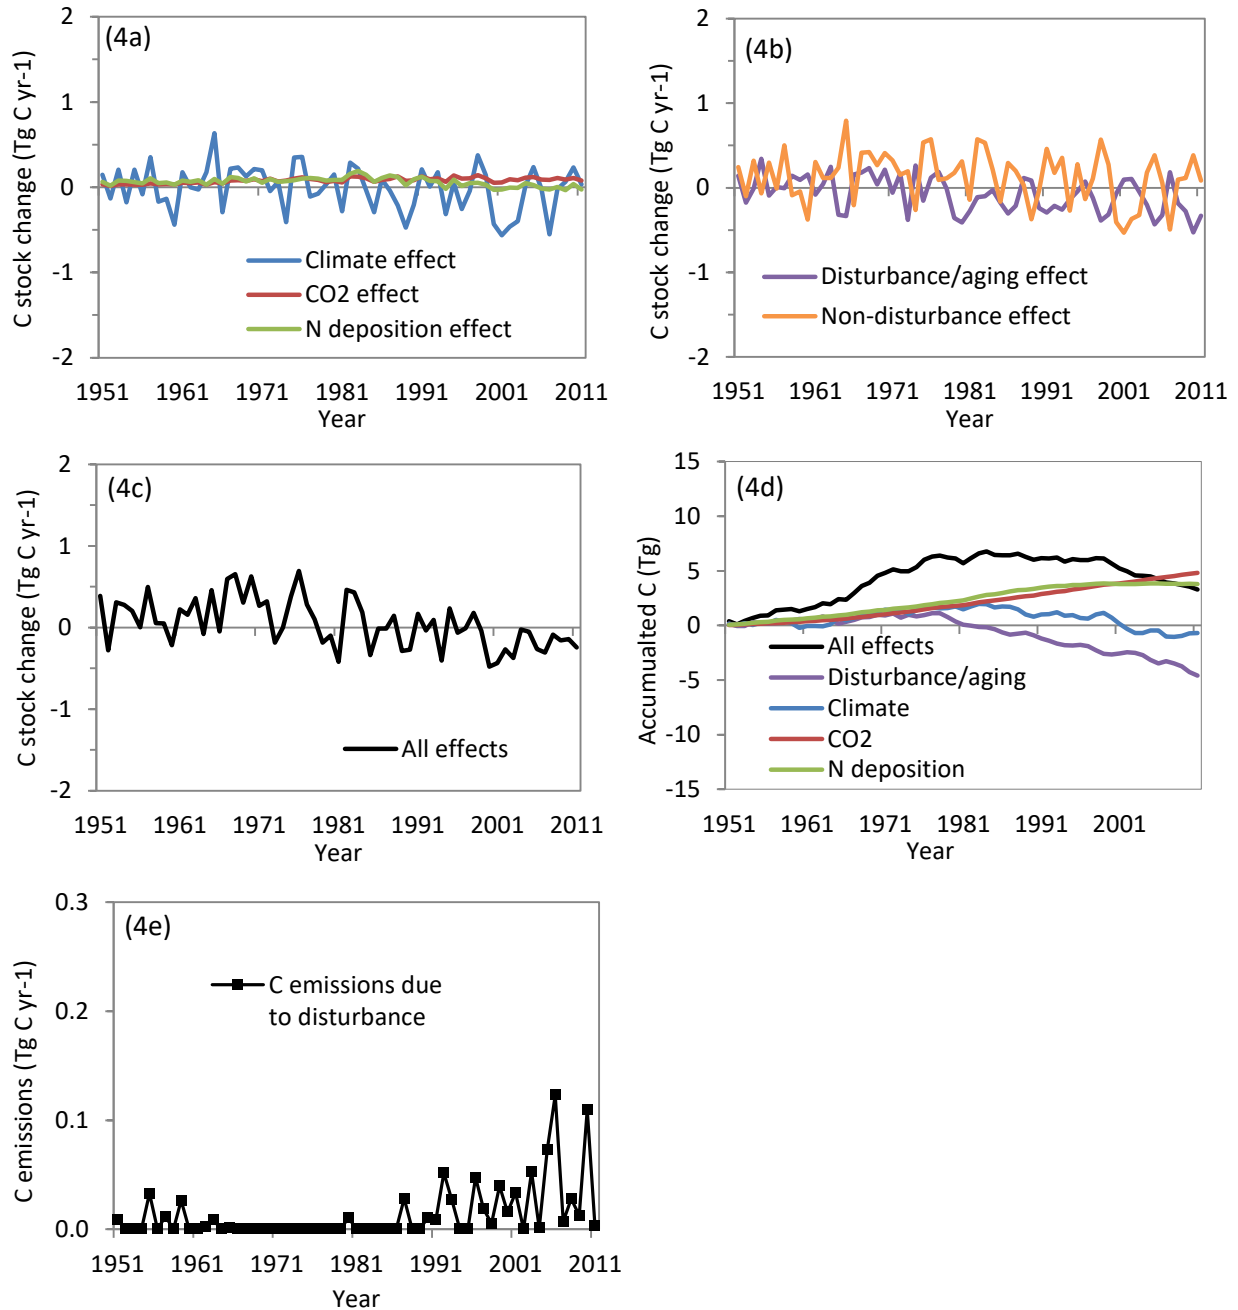 (4a)
C stock change (Tg C yr-1)
2
1
0
-1
-2
Climate effect
CO2 effect
N deposition effect
1951 1961 1971 1981 1991 2001 2011
Year
(4b)
C stock change (Tg C yr-1)
2
1
0
-1
-2
Disturbance/aging effect
Non-disturbance effect
1951 1961 1971 1981 1991 2001 2011
Year
(4c)
C stock change (Tg C yr-1)
2
1
0
-1
-2
All effects
1951 1961 1971 1981 1991 2001 2011
Year
(4d)
Accumualted C (Tg)
15
10
5
0
-5
-10
-15
All effects
Disturbance/aging
Climate
CO2
N deposition
1951 1961 1971 1981 1991 2001
Year
(4e)
C emissions (Tg C yr-1)
0.3
0.2
0.1
0.0
C emissions due
to disturbance
1951 1961 1971 1981 1991 2001 2011
Year